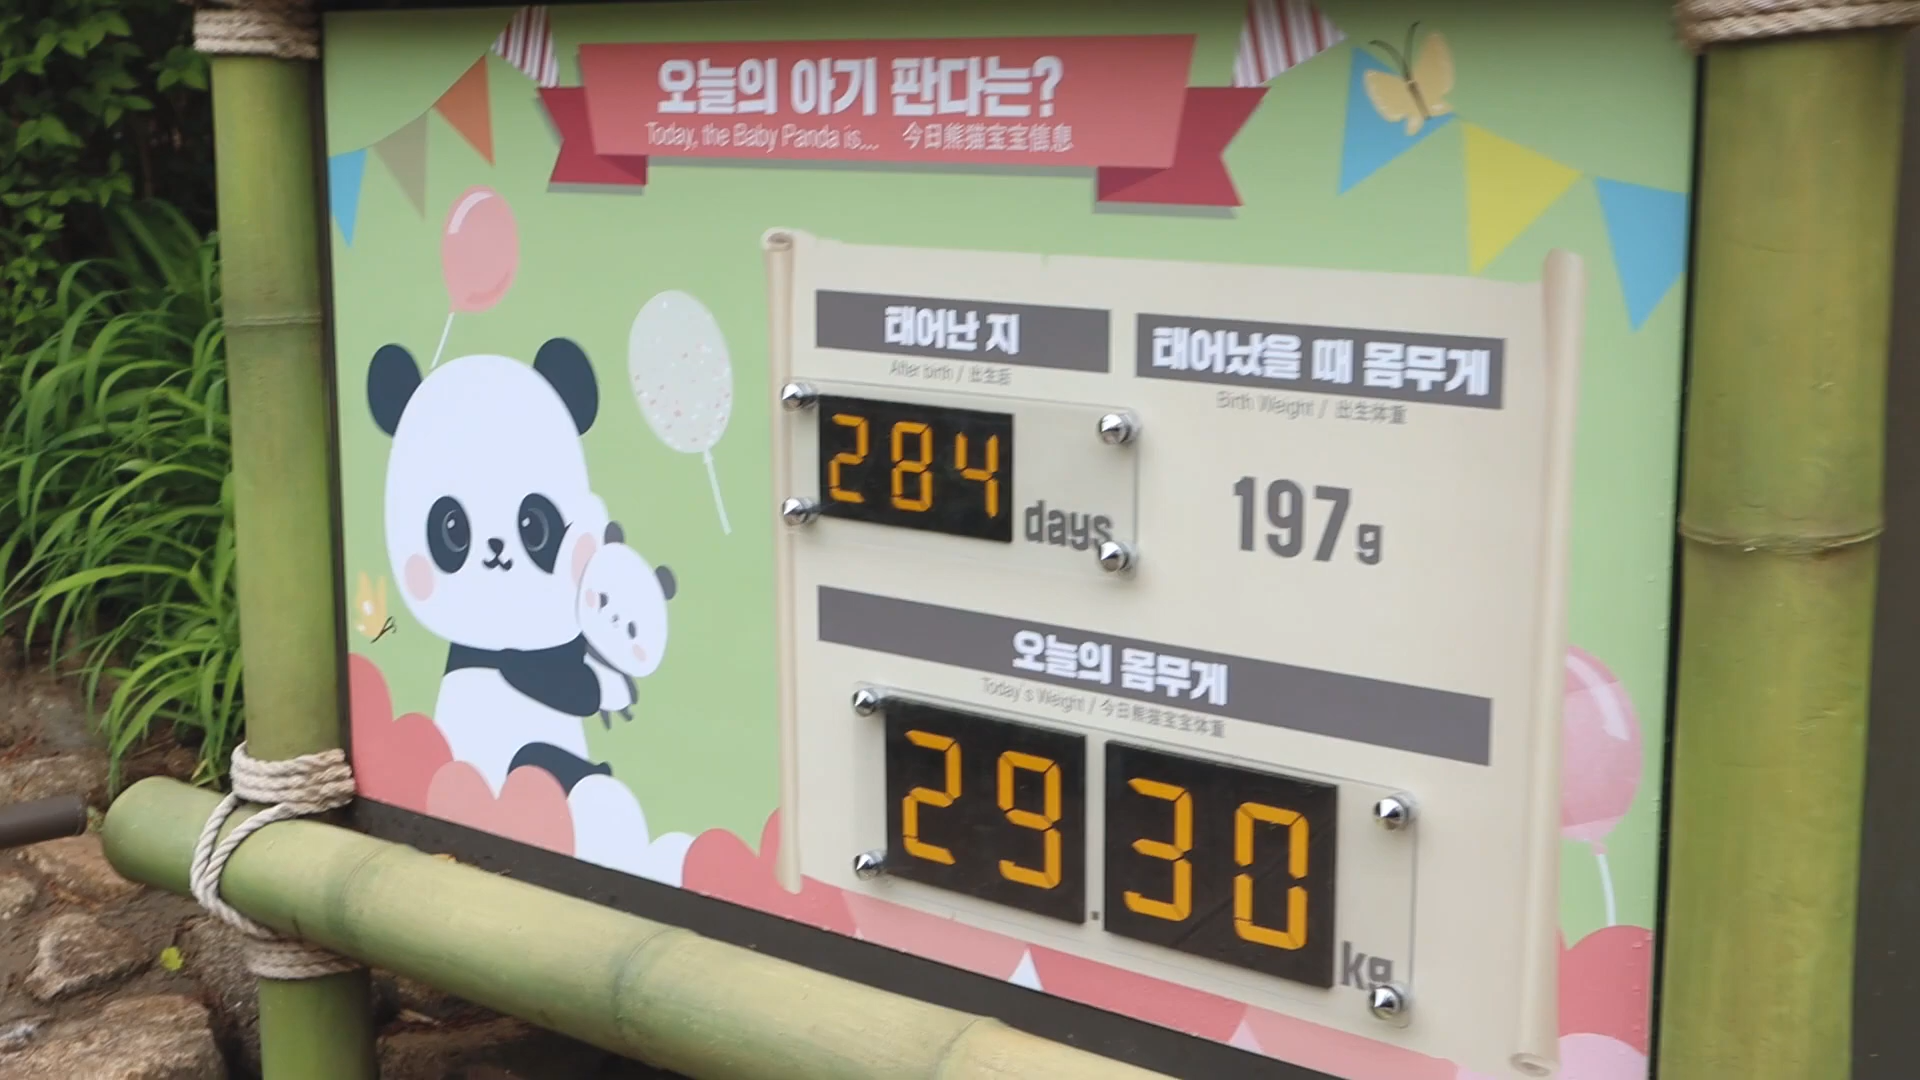 오늘의 아기 판다는?
Today, the Baby Panda is... 今日熊猫宝宝信息
태어난 지
After birth / 出生后
284 days
태어났을 때 몸무게
Birth Weight / 出生体重
197g
오늘의 몸무게
Today's Weight / 今日熊猫宝宝体重
29.30 kg